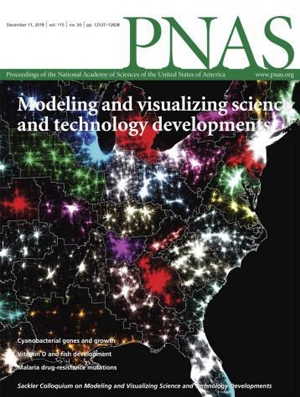 December 11, 2018 | vol. 115 | no. 50 | pp. 12537–12826
PNAS
Proceedings of the National Academy of Sciences of the United States of America
www.pnas.org
Modeling and visualizing science
and technology developments
Cyanobacterial genes and growth
Vitamin D and fish development
Malaria drug-resistance mutations
Sackler Colloquium on Modeling and Visualizing Science and Technology Developments